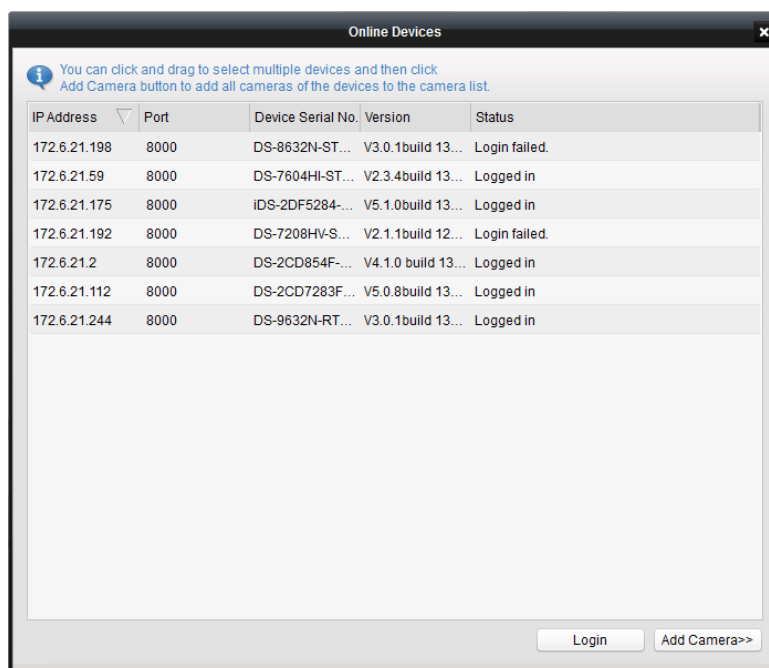 Online Devices
You can click and drag to select multiple devices and then click
Add Camera button to add all cameras of the devices to the camera list.
IP Address Port Device Serial No. Version Status
172.6.21.198 8000 DS-8632N-ST... V3.0.1build 13... Login failed.
172.6.21.59 8000 DS-7604HI-ST... V2.3.4build 13... Logged in
172.6.21.175 8000 iDS-2DF5284-... V5.1.0build 13... Logged in
172.6.21.192 8000 DS-7208HV-S... V2.1.1build 12... Login failed.
172.6.21.2 8000 DS-2CD854F-... V4.1.0 build 13... Logged in
172.6.21.112 8000 DS-2CD7283F... V5.0.8build 13... Logged in
172.6.21.244 8000 DS-9632N-RT... V3.0.1build 13... Logged in
Login Add Camera>>